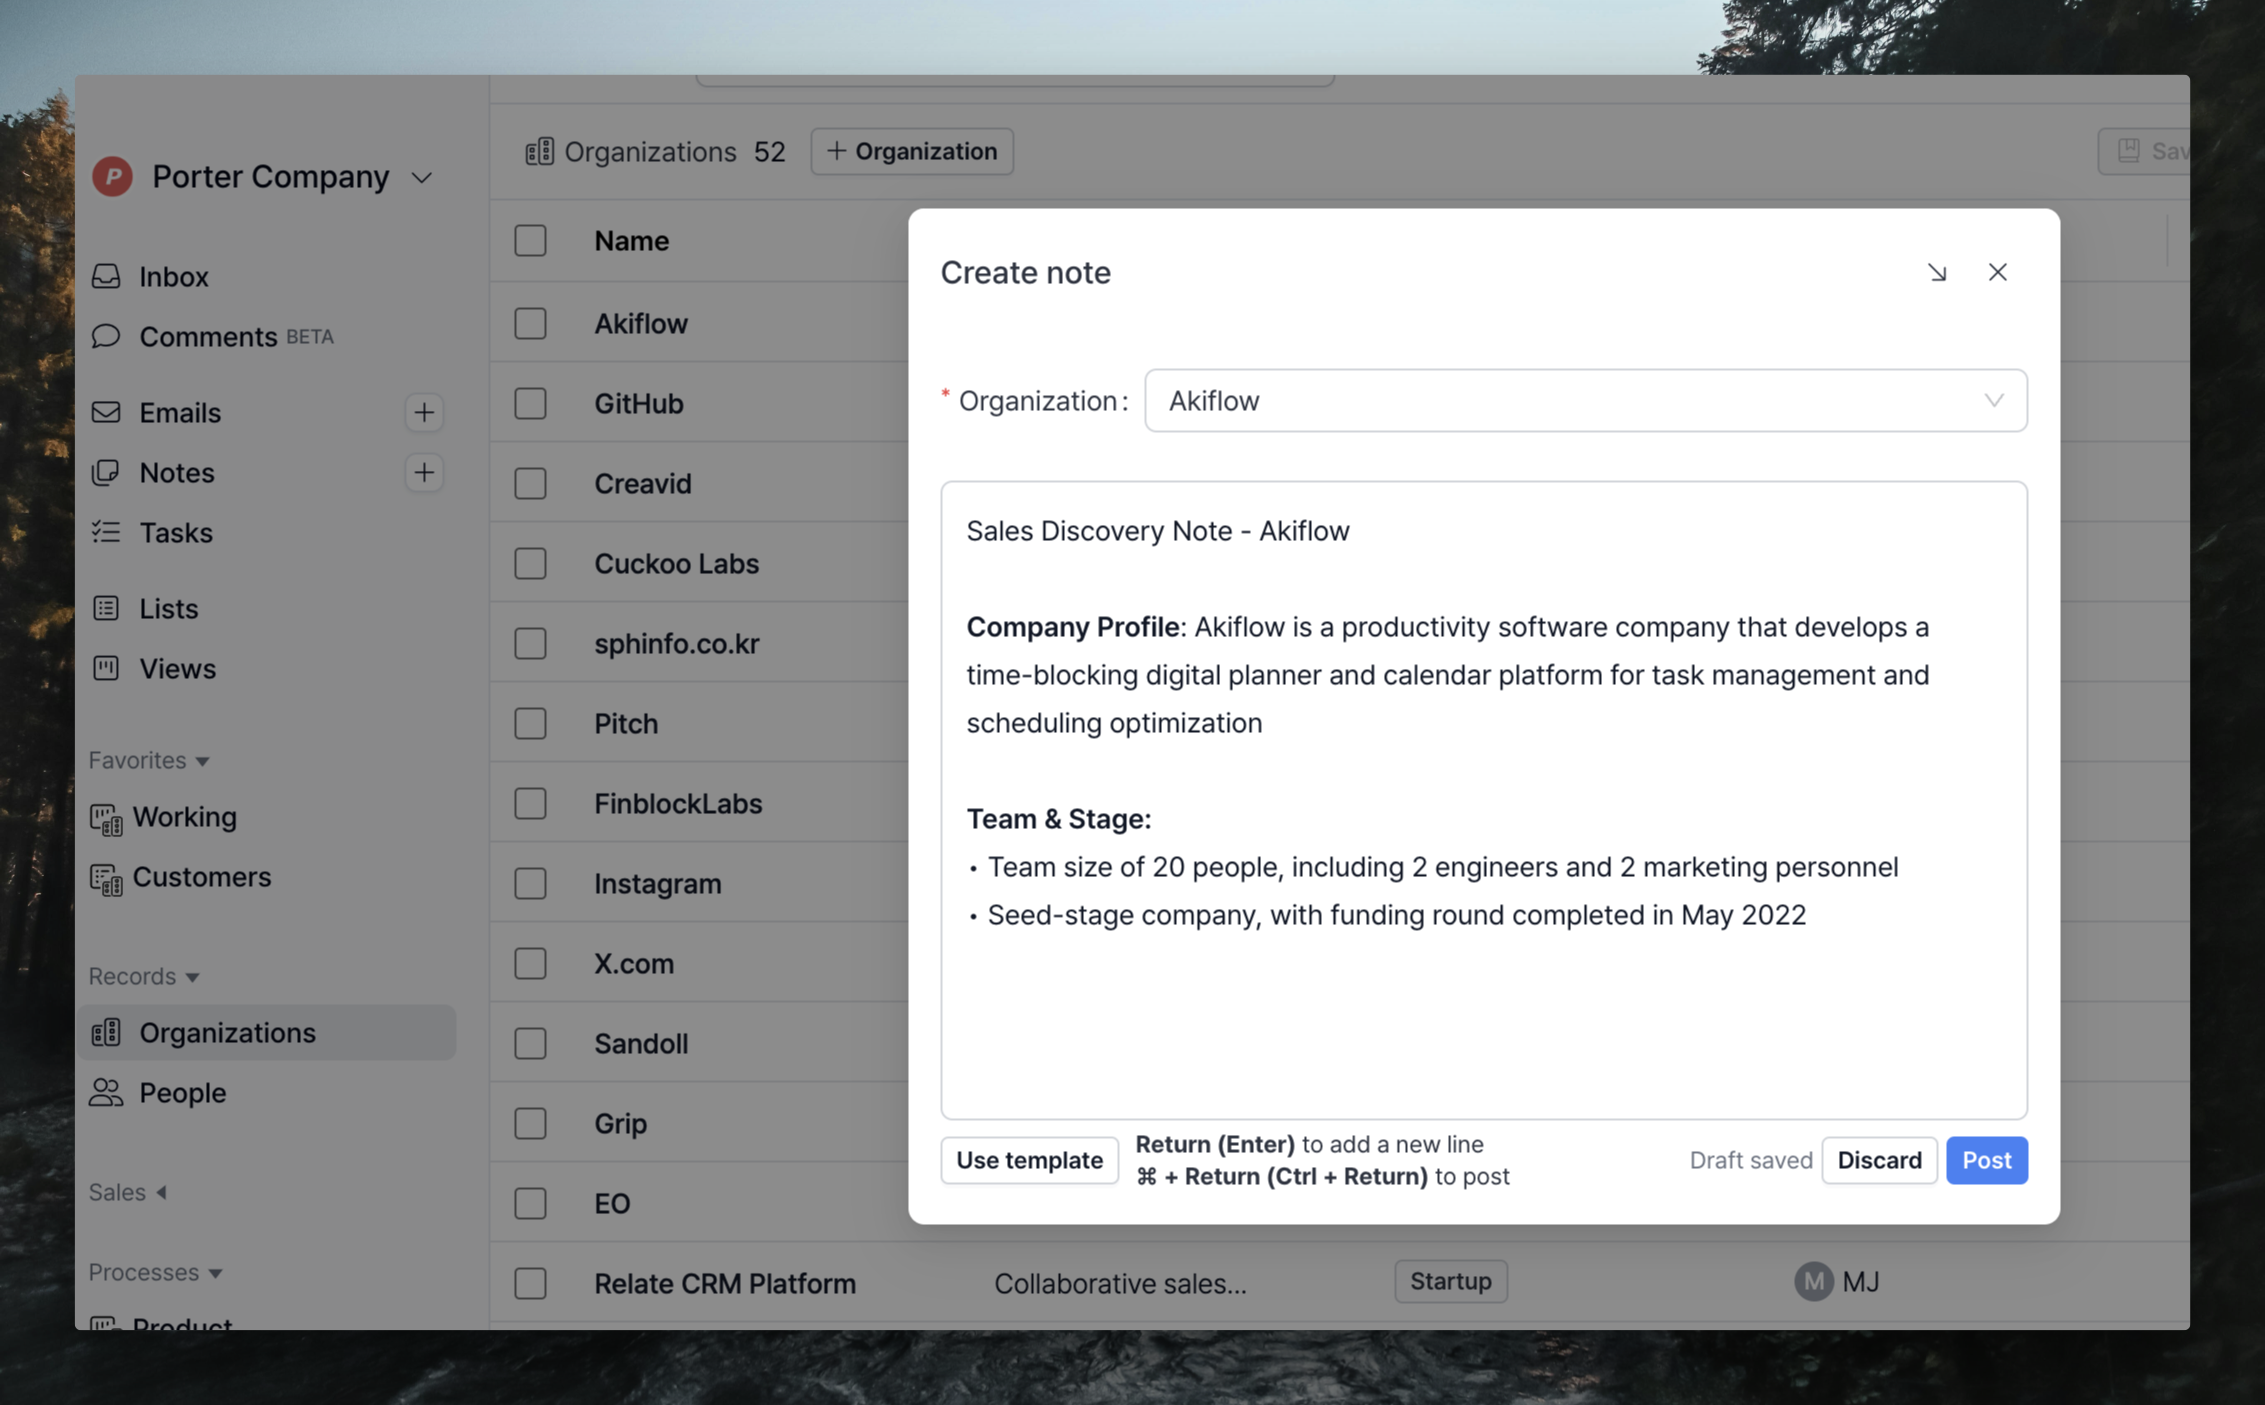 Porter Company
Inbox
Comments BETA
Emails
Notes
Tasks
Lists
Views
Favorites
Working
Customers
Records
Organizations
People
Sales
Processes
Product
Organizations 52
+ Organization
Sav
Name
Akiflow
GitHub
Creavid
Cuckoo Labs
sphinfo.co.kr
Pitch
FinblockLabs
Instagram
X.com
Sandoll
Grip
EO
Relate CRM Platform Collaborative sales... Startup M MJ
Create note
* Organization: Akiflow
Sales Discovery Note - Akiflow
Company Profile: Akiflow is a productivity software company that develops a
time-blocking digital planner and calendar platform for task management and
scheduling optimization
Team & Stage:
• Team size of 20 people, including 2 engineers and 2 marketing personnel
• Seed-stage company, with funding round completed in May 2022
Use template
Return (Enter) to add a new line
⌘ + Return (Ctrl + Return) to post
Draft saved
Discard
Post